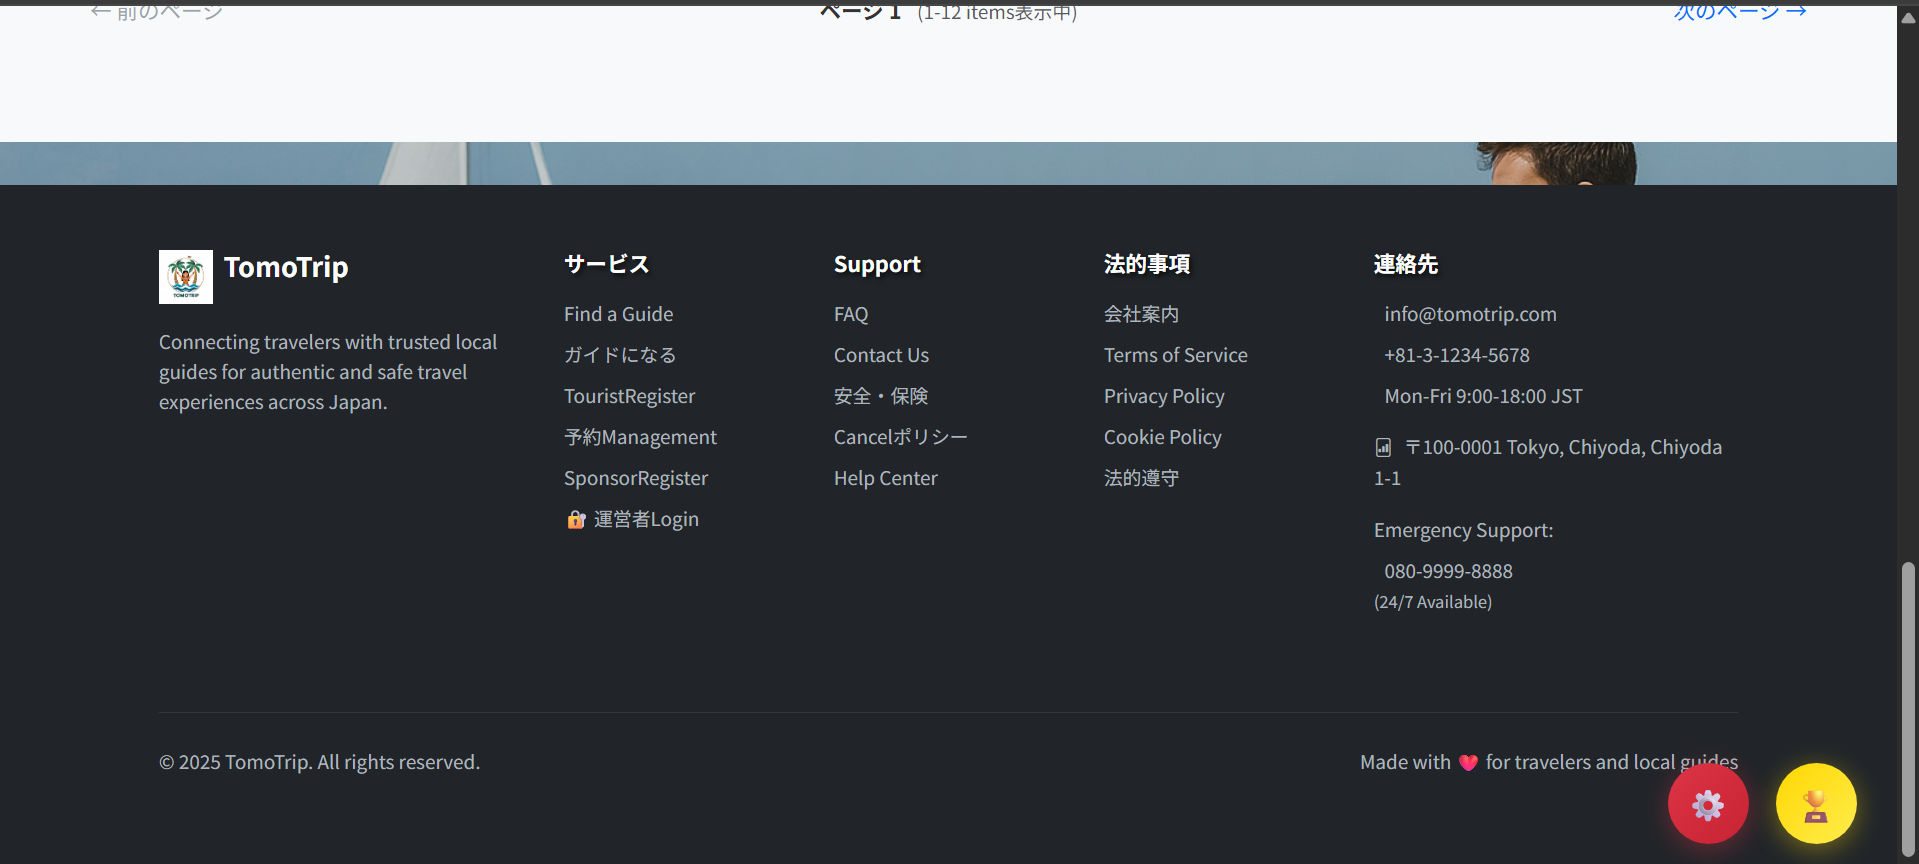 ← 前のページ
ページ 1 (1-12 items表示中)
次のページ →
TomoTrip
Connecting travelers with trusted local
guides for authentic and safe travel
experiences across Japan.
サービス
Find a Guide
ガイドになる
TouristRegister
予約Management
SponsorRegister
運営者Login
Support
FAQ
Contact Us
安全・保険
Cancelポリシー
Help Center
法的事項
会社案内
Terms of Service
Privacy Policy
Cookie Policy
法的遵守
連絡先
info@tomotrip.com
+81-3-1234-5678
Mon-Fri 9:00-18:00 JST
〒100-0001 Tokyo, Chiyoda, Chiyoda
1-1
Emergency Support:
080-9999-8888
(24/7 Available)
© 2025 TomoTrip. All rights reserved.
Made with ❤ for travelers and local guides
TOMOTRIP